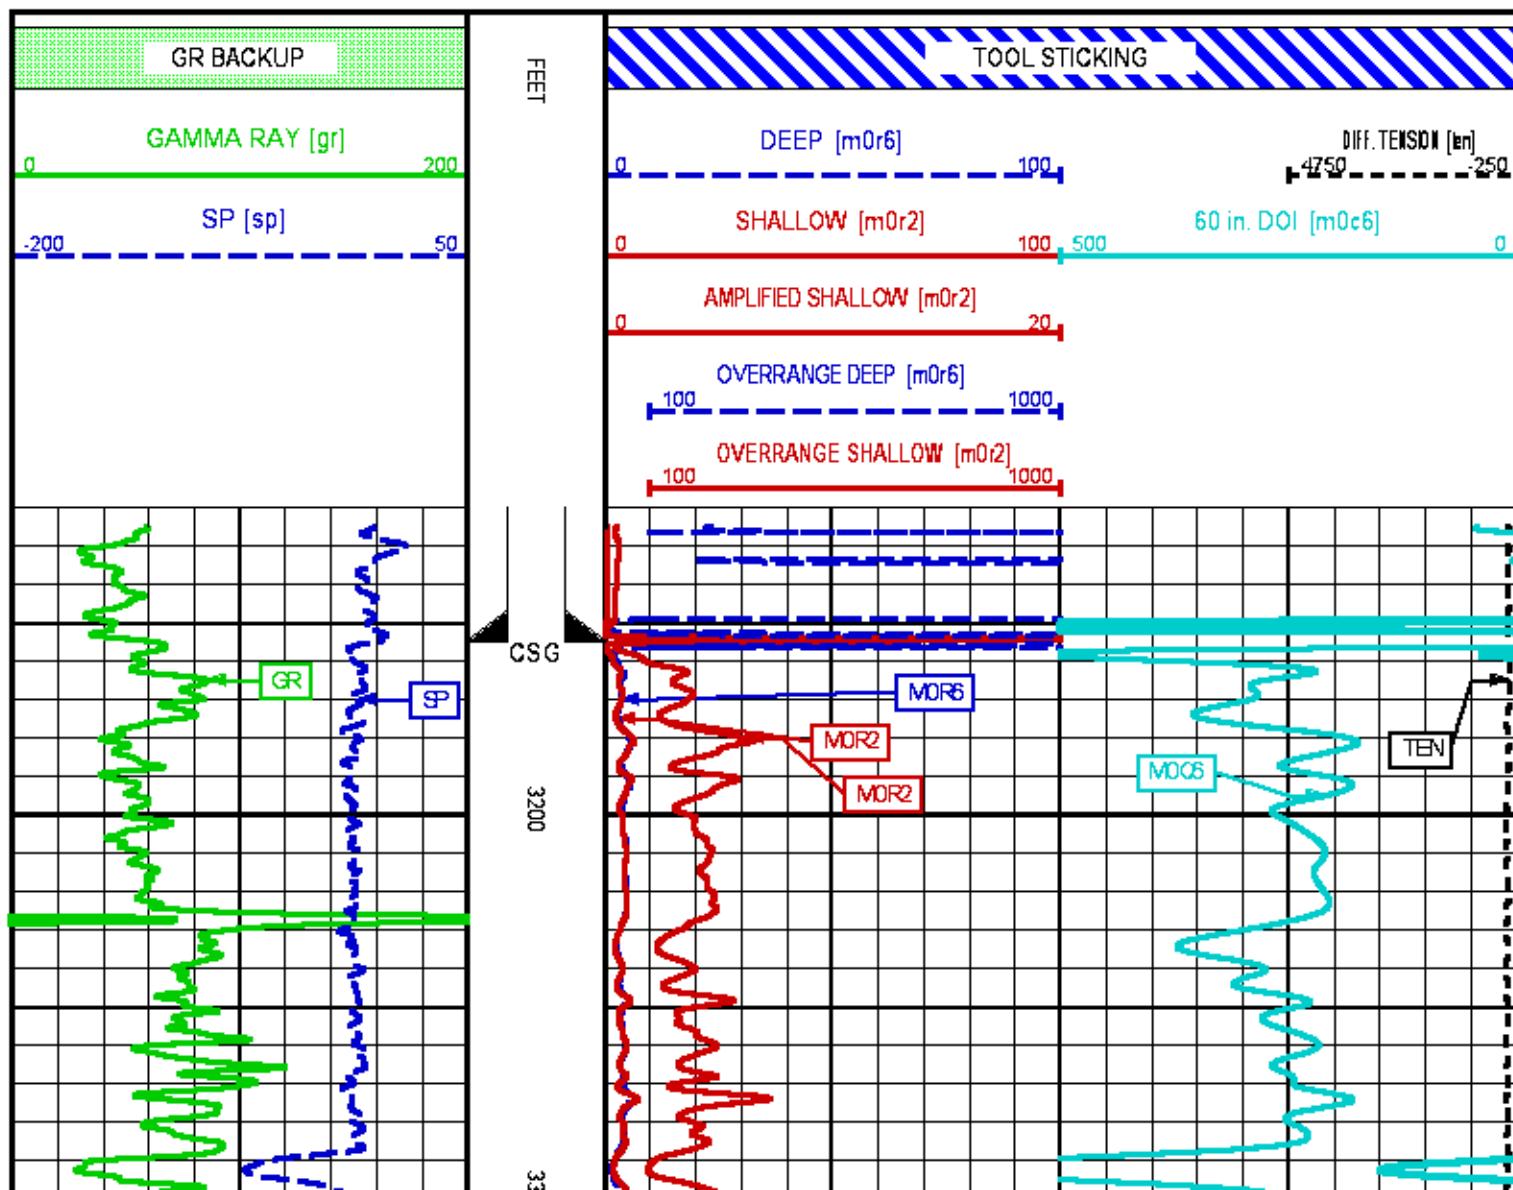 GR BACKUP
FEET
TOOL STICKING
GAMMA RAY [gr]
0 200
SP [sp]
-200 50
DEEP [m0r6]
0 100
DIFF. TENSION [ten]
4750 -250
SHALLOW [m0r2]
0 100
60 in. DOI [m0c6]
500 0
AMPLIFIED SHALLOW [m0r2]
0 20
OVERRANGE DEEP [m0r6]
100 1000
OVERRANGE SHALLOW [m0r2]
100 1000
CSG
GR
SP
M0R6
M0R2
M0R2
M0C6
TEN
3200